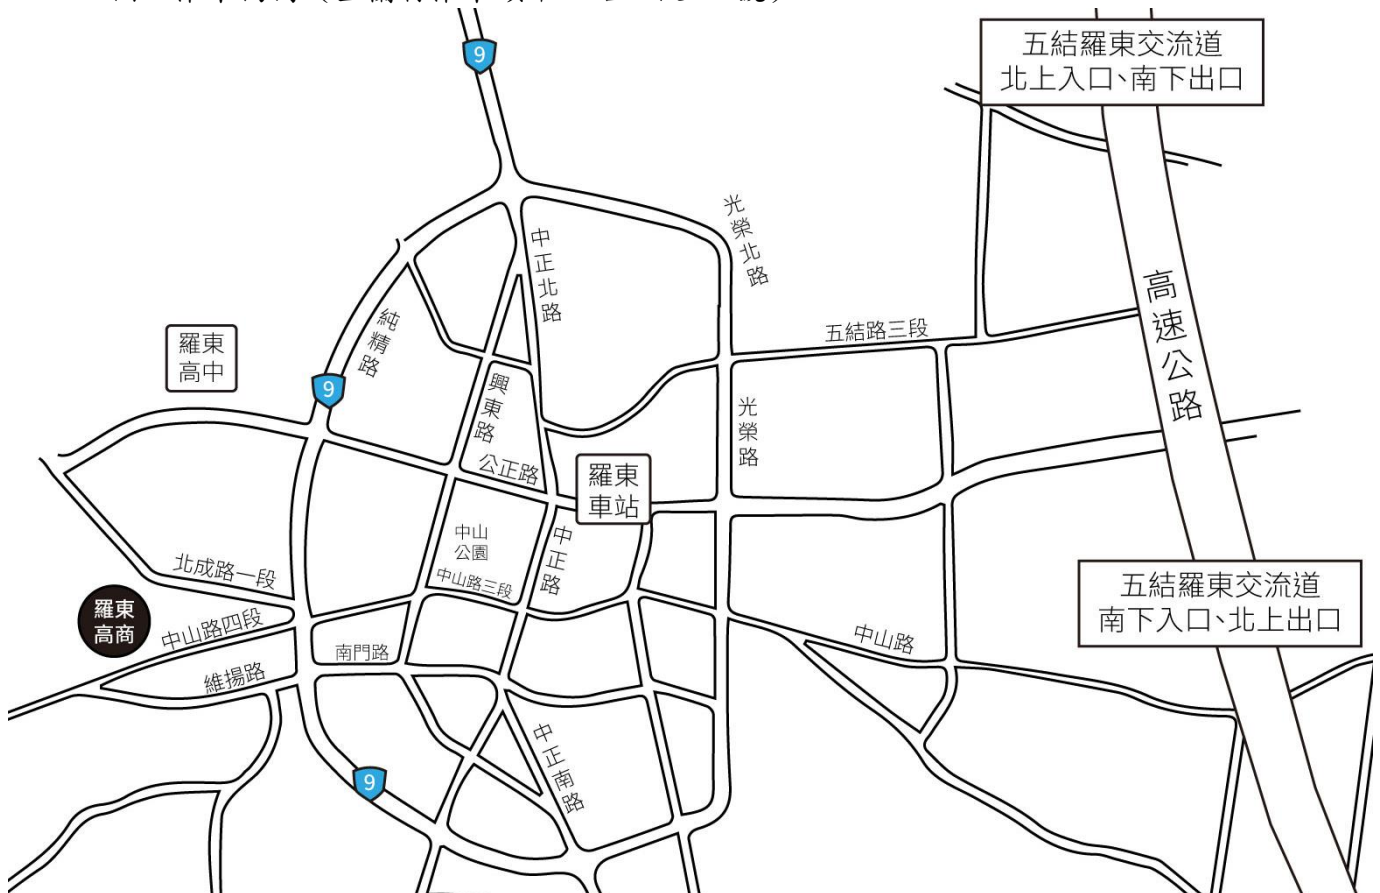 9
五結羅東交流道
北上入口、南下出口
光榮北路
中正北路
高速公路
純精路
五結路三段
羅東
高中
9
興東路
光榮路
公正路
羅東
車站
中山
公園
中正路
中山路三段
北成路一段
五結羅東交流道
南下入口、北上出口
羅東
高商
中山路四段
中山路
南門路
維揚路
中正南路
9